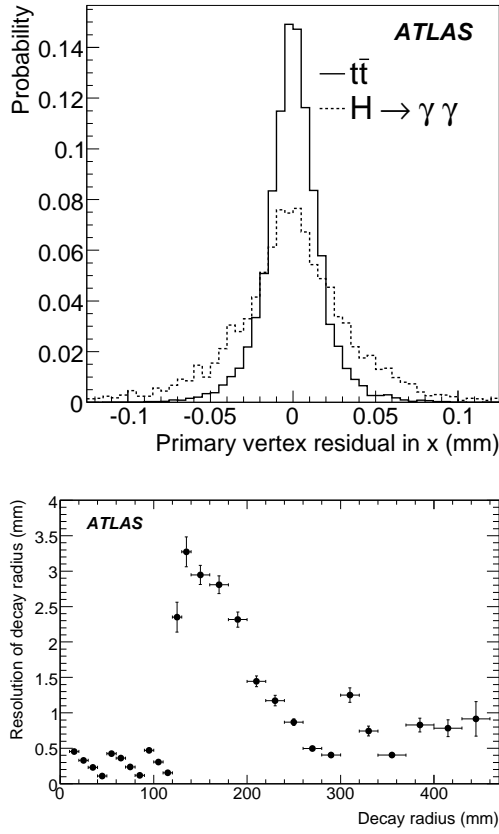 Probability
ATLAS
tt̄
H → γ γ
0.14
0.12
0.1
0.08
0.06
0.04
0.02
0
-0.1 -0.05 0 0.05 0.1
Primary vertex residual in x (mm)
Resolution of decay radius (mm)
ATLAS
4
3.5
3
2.5
2
1.5
1
0.5
0
0 100 200 300 400
Decay radius (mm)